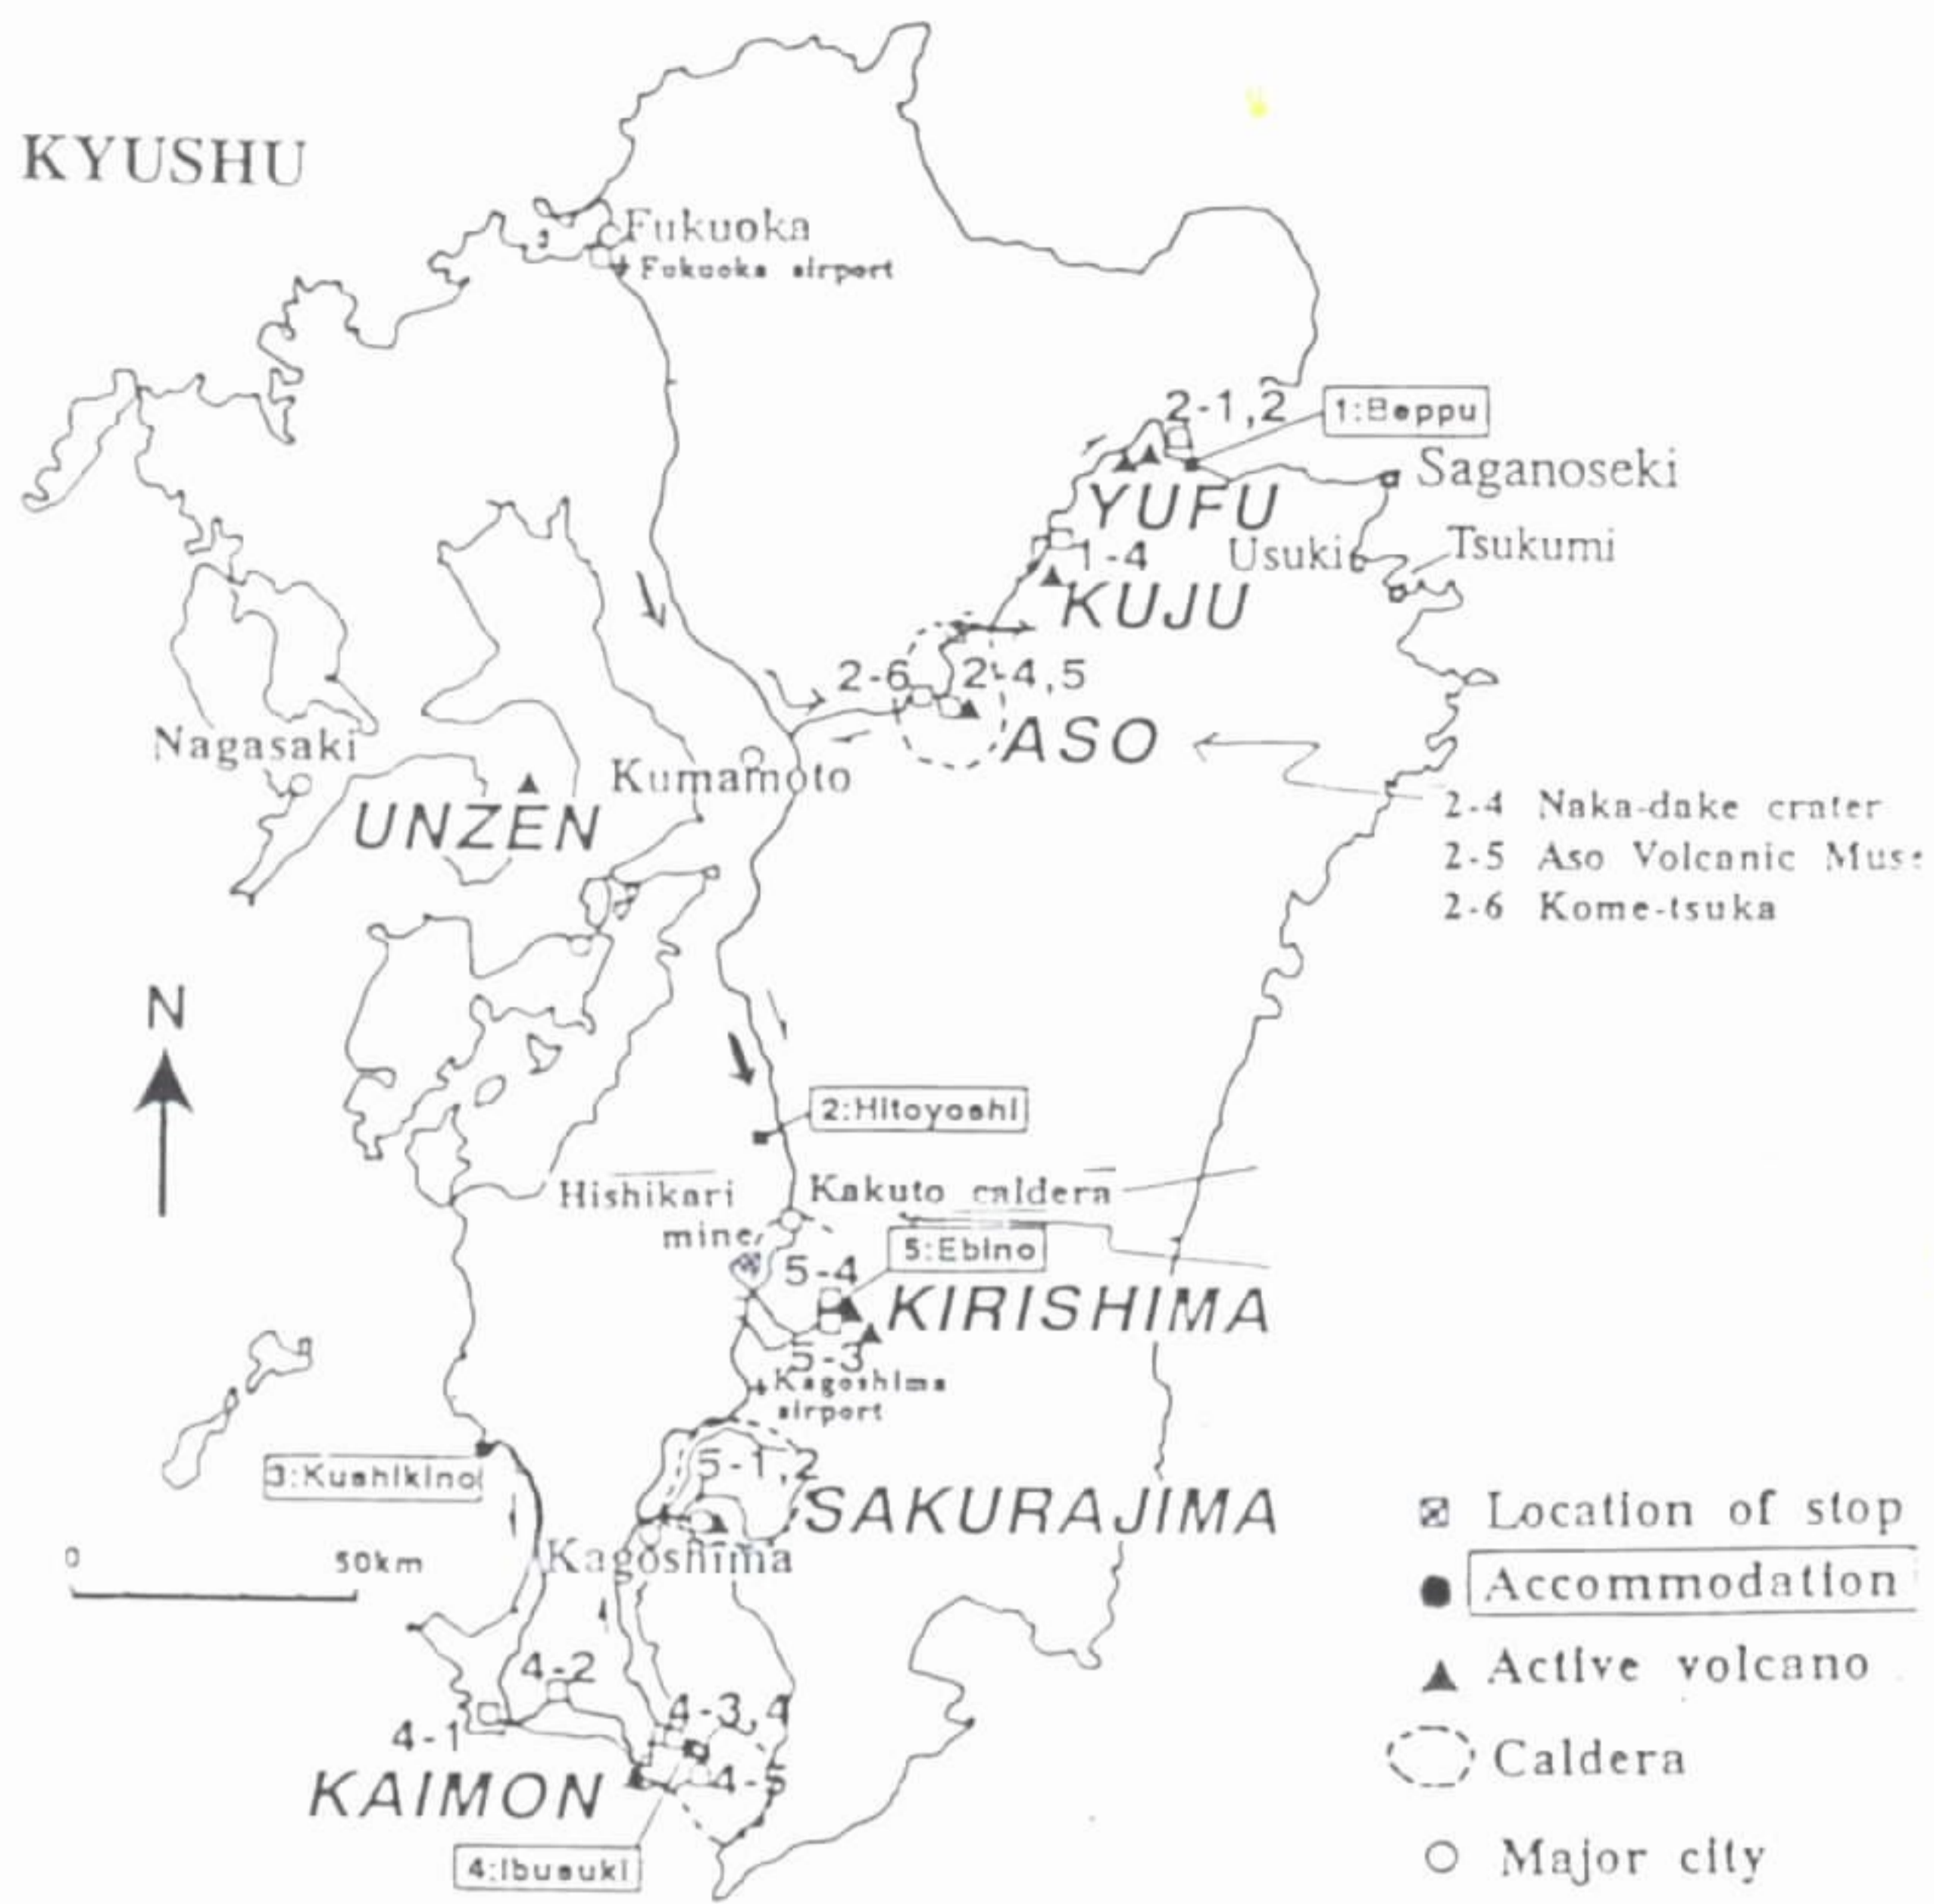 KYUSHU
Fukuoka
Fukuoka airport
2-1,2
1:Beppu
Saganoseki
YUFU
1-4
Usuki
Tsukumi
KUJU
2-6
2-4,5
Nagasaki
ASO
Kumamoto
UNZEN
2-4 Naka-dake crater
2-5 Aso Volcanic Mus
2-6 Kome-tsuka
N
2:Hitoyoshi
Hishikari
mine
Kakuto caldera
5-4
5:Ebino
KIRISHIMA
5-3
Kagoshima
airport
3:Kushikino
5-1,2
SAKURAJIMA
0 50km
Kagoshima
4-2
4-1
4-3,4
KAIMON
4-5
4:Ibusuki
Location of stop
Accommodation
Active volcano
Caldera
Major city